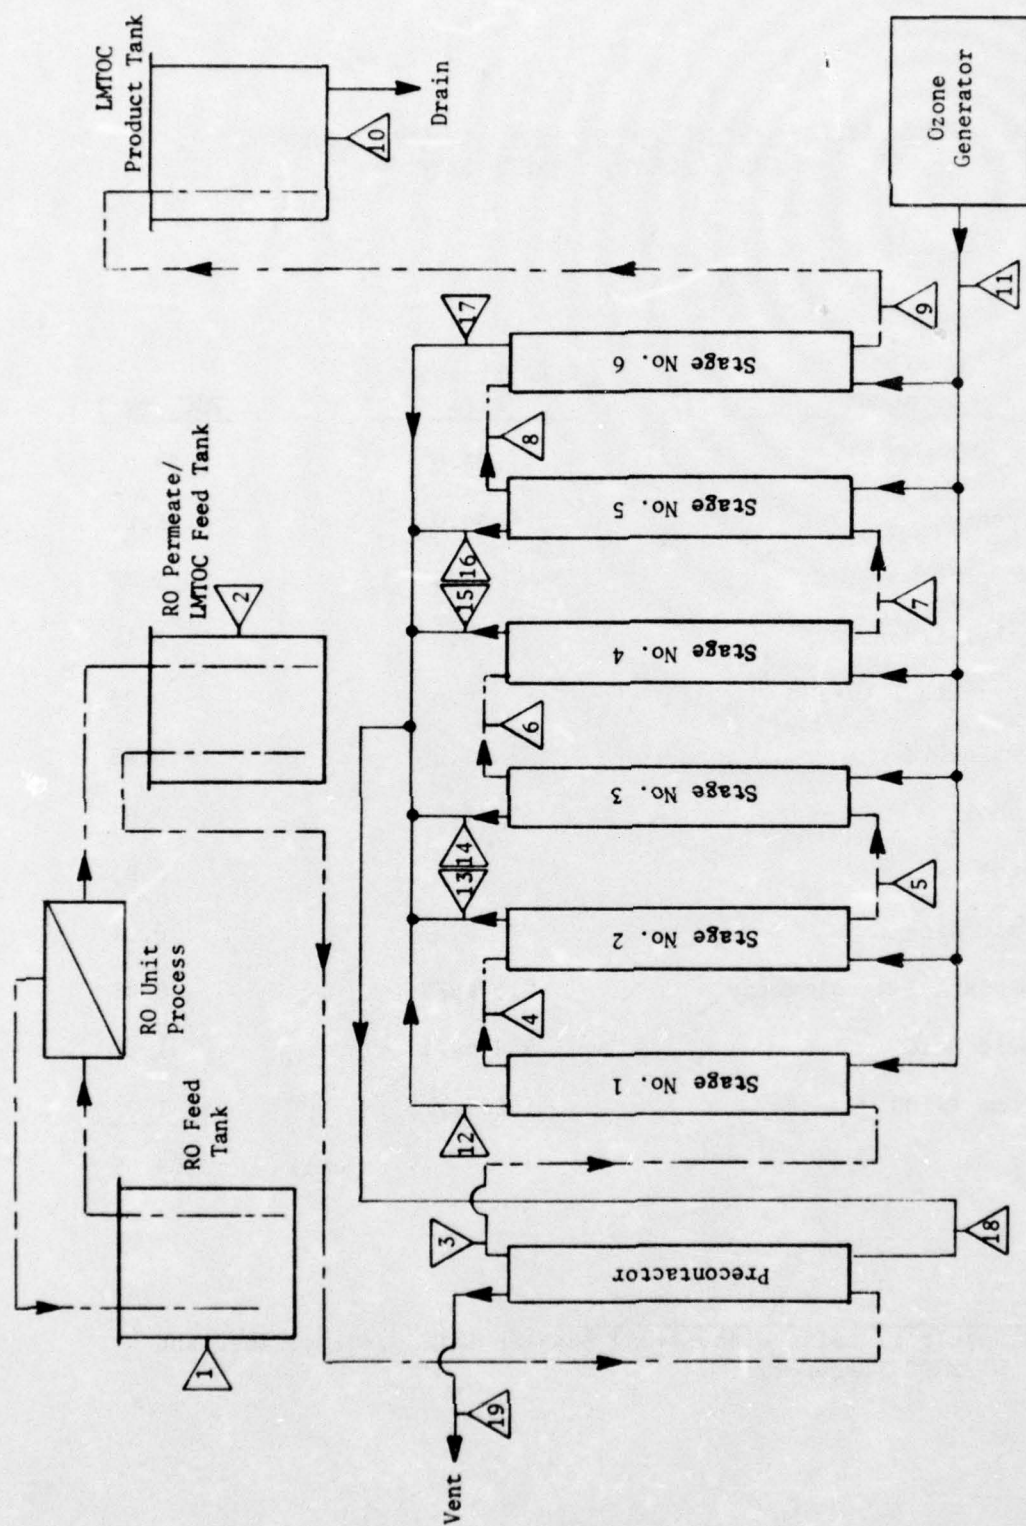 LMTOC
Product Tank
10
Drain
Ozone
Generator
RO Permeate/
LMTOC Feed Tank
2
RO Unit
Process
RO Feed
Tank
1
17
16
15
14
13
12
9
11
8
7
6
5
4
3
18
19
Stage No. 6
Stage No. 5
Stage No. 4
Stage No. 3
Stage No. 2
Stage No. 1
Precontactor
Vent